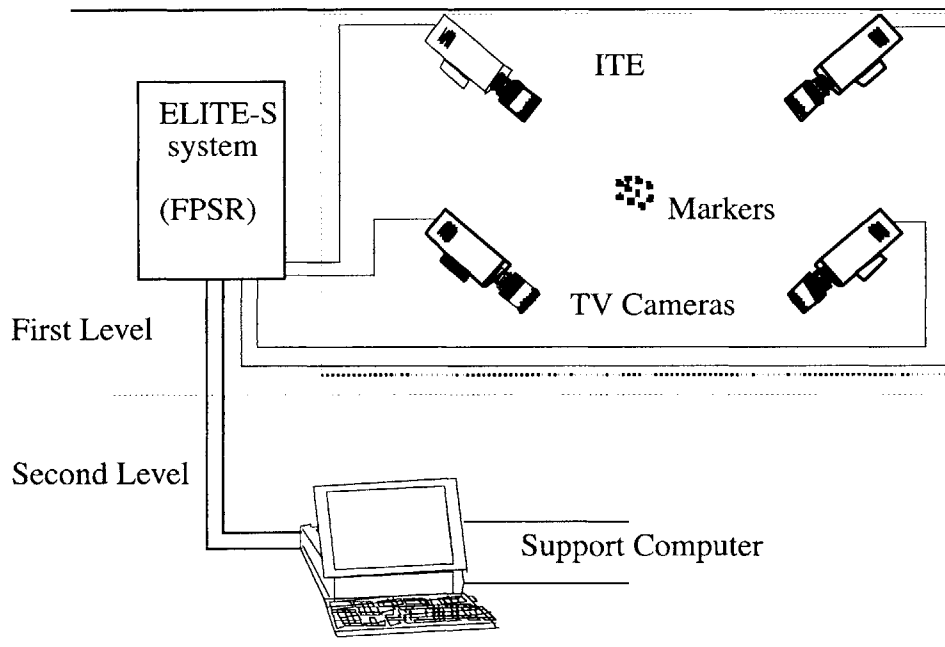 ITE
ELITE-S
system
(FPSR)
Markers
TV Cameras
First Level
Second Level
Support Computer